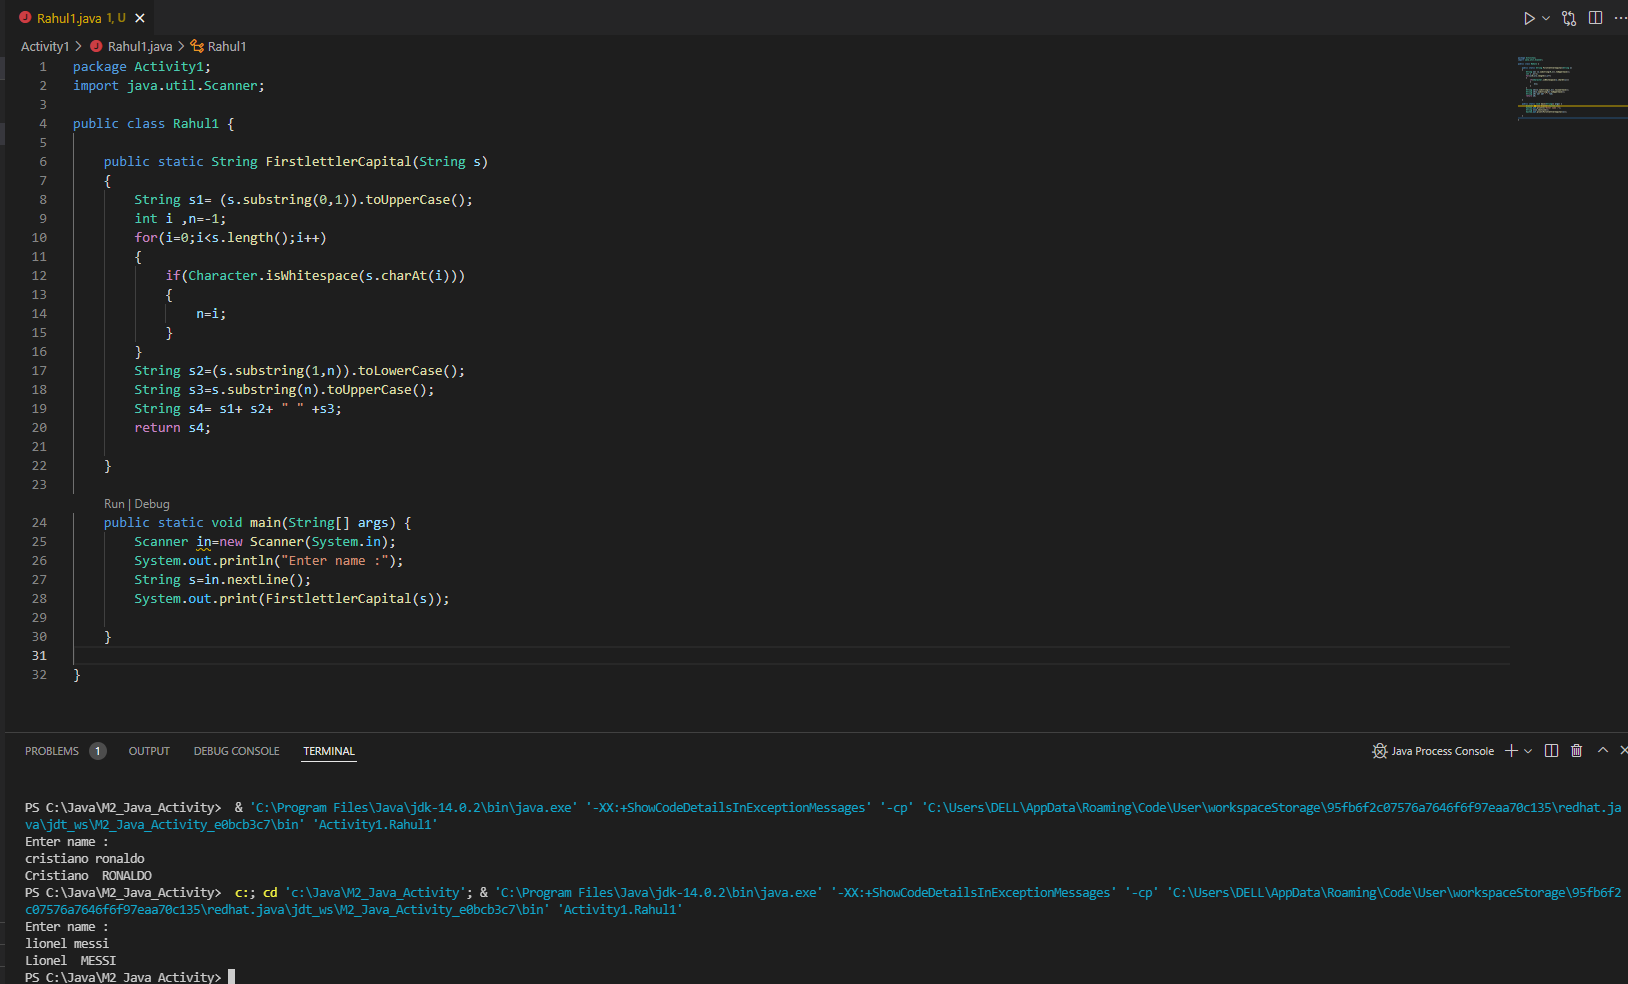 Rahul1.java 1, U
Activity1 > Rahul1.java > Rahul1
1 package Activity1;
2 import java.util.Scanner;
3
4 public class Rahul1 {
5
6 public static String FirstlettlerCapital(String s)
7 {
8 String s1= (s.substring(0,1)).toUpperCase();
9 int i ,n=-1;
10 for(i=0;i<s.length();i++)
11 {
12 if(Character.isWhitespace(s.charAt(i)))
13 {
14 n=i;
15 }
16 }
17 String s2=(s.substring(1,n)).toLowerCase();
18 String s3=s.substring(n).toUpperCase();
19 String s4= s1+ s2+ " " +s3;
20 return s4;
21
22 }
23
Run | Debug
24 public static void main(String[] args) {
25 Scanner in=new Scanner(System.in);
26 System.out.println("Enter name :");
27 String s=in.nextLine();
28 System.out.print(FirstlettlerCapital(s));
29
30 }
31
32 }
PROBLEMS 1 OUTPUT DEBUG CONSOLE TERMINAL Java Process Console
PS C:\Java\M2_Java_Activity> & 'C:\Program Files\Java\jdk-14.0.2\bin\java.exe' '-XX:+ShowCodeDetailsInExceptionMessages' '-cp' 'C:\Users\DELL\AppData\Roaming\Code\User\workspaceStorage\95fb6f2c07576a7646f6f97eaa70c135\redhat.ja
va\jdt_ws\M2_Java_Activity_e0bcb3c7\bin' 'Activity1.Rahul1'
Enter name :
cristiano ronaldo
Cristiano  RONALDO
PS C:\Java\M2_Java_Activity> c:; cd 'c:\Java\M2_Java_Activity'; & 'C:\Program Files\Java\jdk-14.0.2\bin\java.exe' '-XX:+ShowCodeDetailsInExceptionMessages' '-cp' 'C:\Users\DELL\AppData\Roaming\Code\User\workspaceStorage\95fb6f2
c07576a7646f6f97eaa70c135\redhat.java\jdt_ws\M2_Java_Activity_e0bcb3c7\bin' 'Activity1.Rahul1'
Enter name :
lionel messi
Lionel  MESSI
PS C:\Java\M2_Java_Activity>